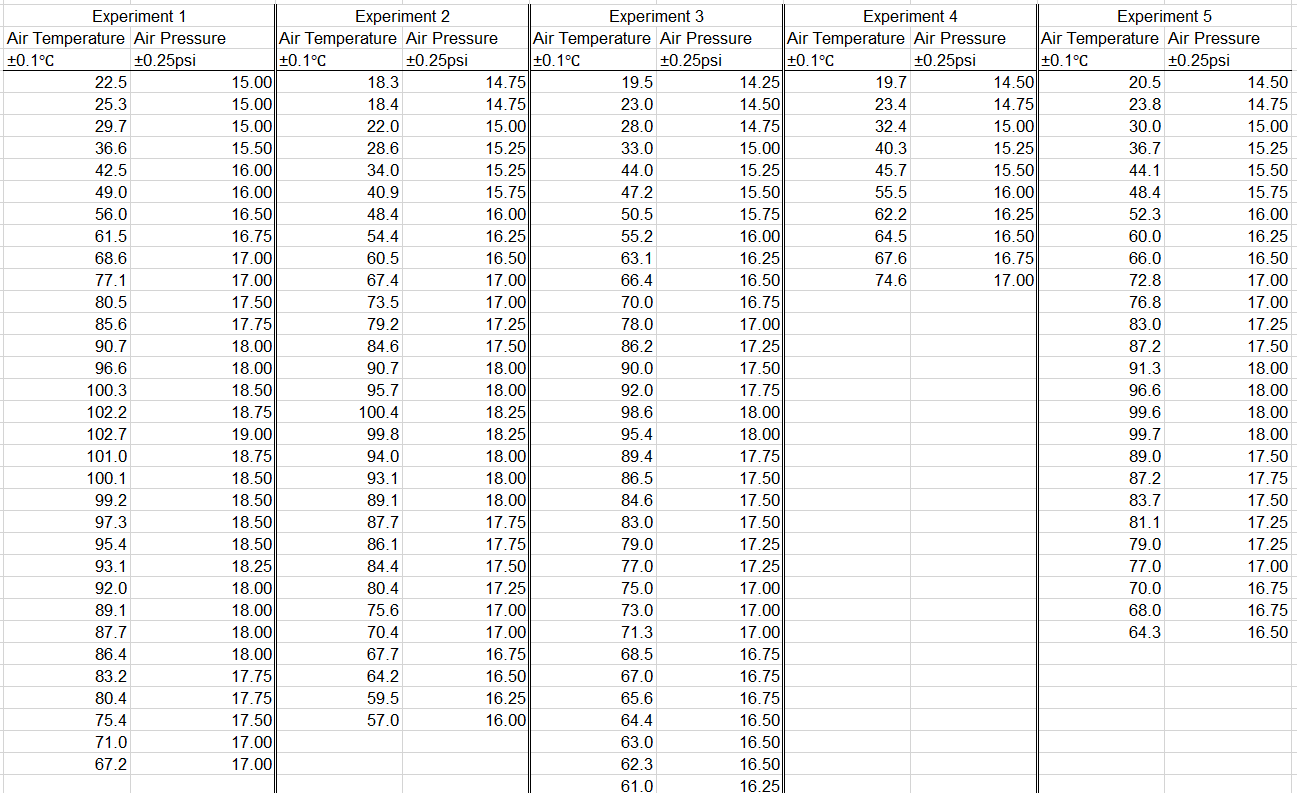 Experiment 1 Experiment 2 Experiment 3 Experiment 4 Experiment 5
Air Temperature Air Pressure Air Temperature Air Pressure Air Temperature Air Pressure Air Temperature Air Pressure Air Temperature Air Pressure
±0.1°C ±0.25psi ±0.1°C ±0.25psi ±0.1°C ±0.25psi ±0.1°C ±0.25psi ±0.1°C ±0.25psi
22.5 15.00 18.3 14.75 19.5 14.25 19.7 14.50 20.5 14.50
25.3 15.00 18.4 14.75 23.0 14.50 23.4 14.75 23.8 14.75
29.7 15.00 22.0 15.00 28.0 14.75 32.4 15.00 30.0 15.00
36.6 15.50 28.6 15.25 33.0 15.00 40.3 15.25 36.7 15.25
42.5 16.00 34.0 15.25 44.0 15.25 45.7 15.50 44.1 15.50
49.0 16.00 40.9 15.75 47.2 15.50 55.5 16.00 48.4 15.75
56.0 16.50 48.4 16.00 50.5 15.75 62.2 16.25 52.3 16.00
61.5 16.75 54.4 16.25 55.2 16.00 64.5 16.50 60.0 16.25
68.6 17.00 60.5 16.50 63.1 16.25 67.6 16.75 66.0 16.50
77.1 17.00 67.4 17.00 66.4 16.50 74.6 17.00 72.8 17.00
80.5 17.50 73.5 17.00 70.0 16.75 76.8 17.00
85.6 17.75 79.2 17.25 78.0 17.00 83.0 17.25
90.7 18.00 84.6 17.50 86.2 17.25 87.2 17.50
96.6 18.00 90.7 18.00 90.0 17.50 91.3 18.00
100.3 18.50 95.7 18.00 92.0 17.75 96.6 18.00
102.2 18.75 100.4 18.25 98.6 18.00 99.6 18.00
102.7 19.00 99.8 18.25 95.4 18.00 99.7 18.00
101.0 18.75 94.0 18.00 89.4 17.75 89.0 17.50
100.1 18.50 93.1 18.00 86.5 17.50 87.2 17.75
99.2 18.50 89.1 18.00 84.6 17.50 83.7 17.50
97.3 18.50 87.7 17.75 83.0 17.50 81.1 17.25
95.4 18.50 86.1 17.75 79.0 17.25 79.0 17.25
93.1 18.25 84.4 17.50 77.0 17.25 77.0 17.00
92.0 18.00 80.4 17.25 75.0 17.00 70.0 16.75
89.1 18.00 75.6 17.00 73.0 17.00 68.0 16.75
87.7 18.00 70.4 17.00 71.3 17.00 64.3 16.50
86.4 18.00 67.7 16.75 68.5 16.75
83.2 17.75 64.2 16.50 67.0 16.75
80.4 17.75 59.5 16.25 65.6 16.75
75.4 17.50 57.0 16.00 64.4 16.50
71.0 17.00 63.0 16.50
67.2 17.00 62.3 16.50
61.0 16.25